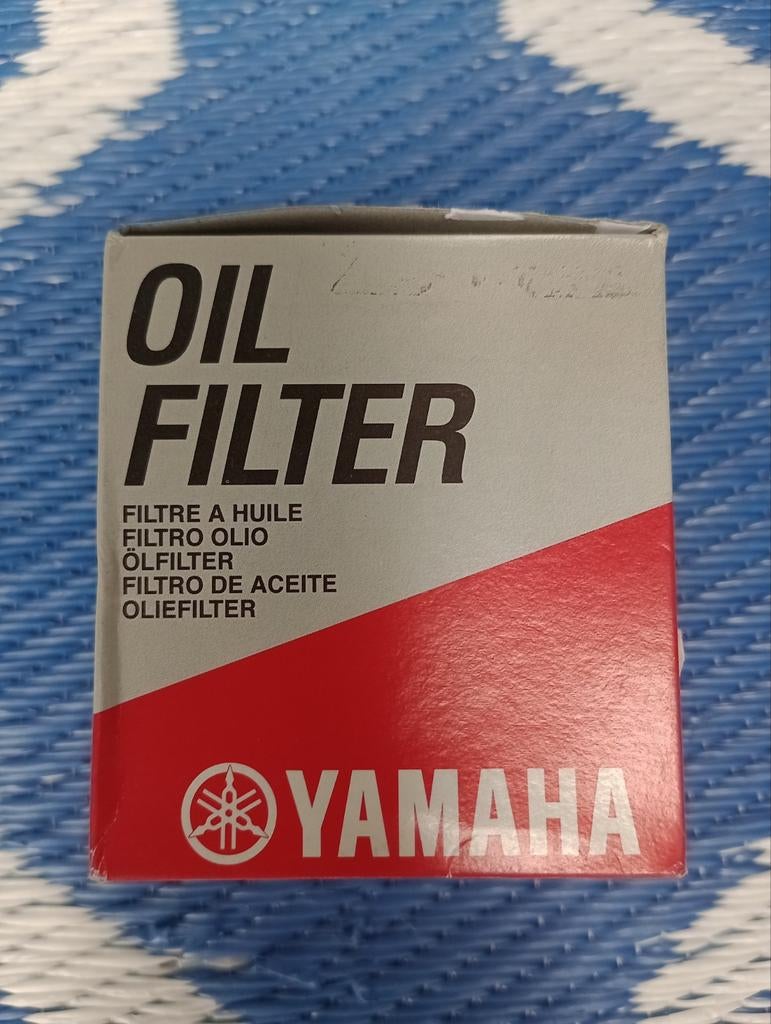 OIL
FILTER
FILTRE A HUILE
FILTRO OLIO
ÖLFILTER
FILTRO DE ACEITE
OLIEFILTER
YAMAHA